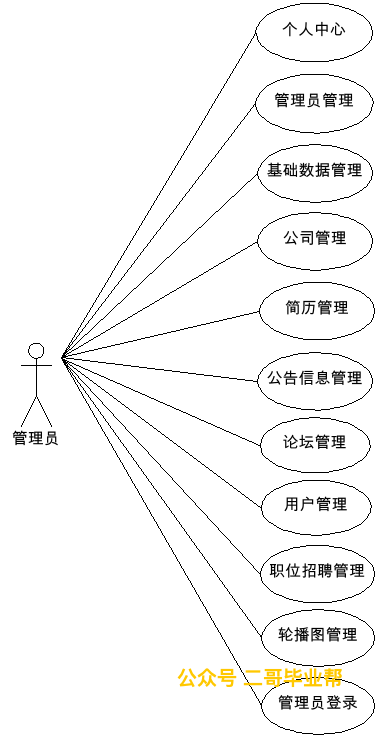 个人中心
管理员管理
基础数据管理
公司管理
简历管理
公告信息管理
论坛管理
管理员
用户管理
职位招聘管理
轮播图管理
公众号 二哥毕业帮
管理员登录